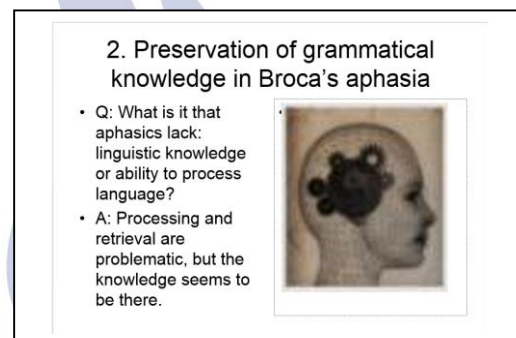 2. Preservation of grammatical
knowledge in Broca's aphasia
• Q: What is it that
aphasics lack:
linguistic knowledge
or ability to process
language?
• A: Processing and
retrieval are
problematic, but the
knowledge seems to
be there.